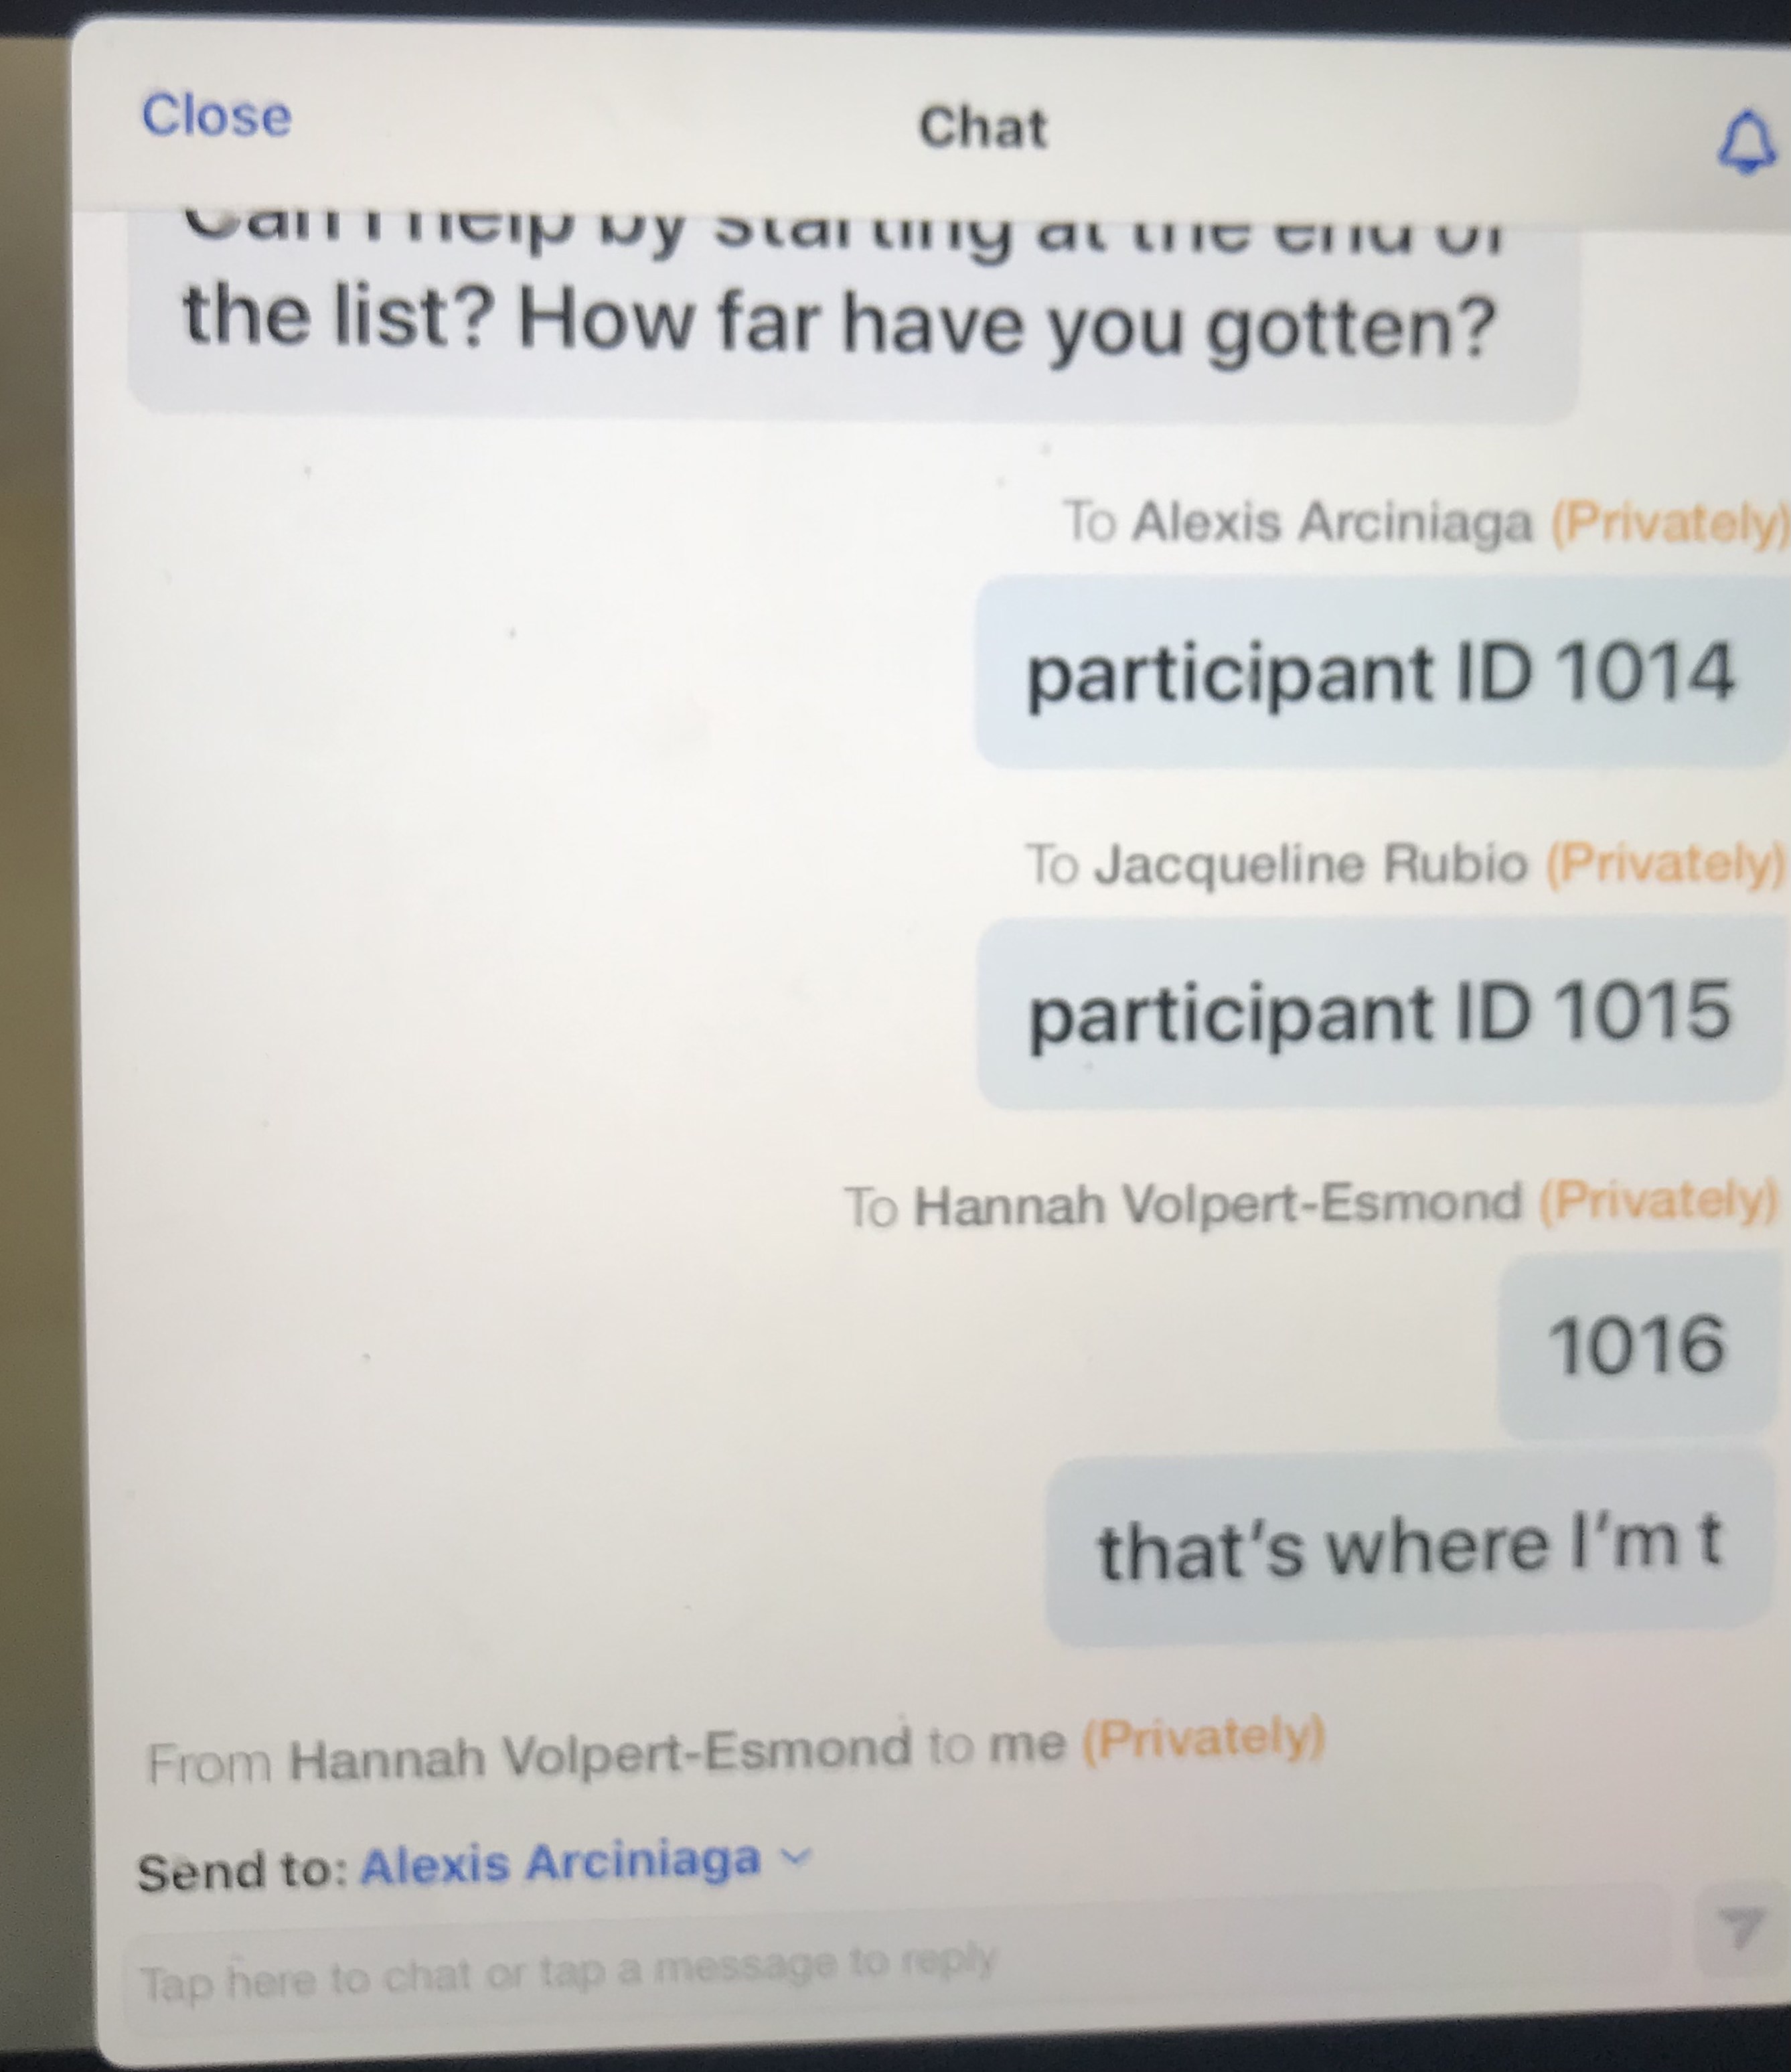 Close
Chat
Can I help by starting at the end of
the list? How far have you gotten?
To Alexis Arciniaga (Privately)
participant ID 1014
To Jacqueline Rubio (Privately)
participant ID 1015
To Hannah Volpert-Esmond (Privately)
1016
that's where I'm t
From Hannah Volpert-Esmond to me (Privately)
Send to: Alexis Arciniaga
Tap here to chat or tap a message to reply